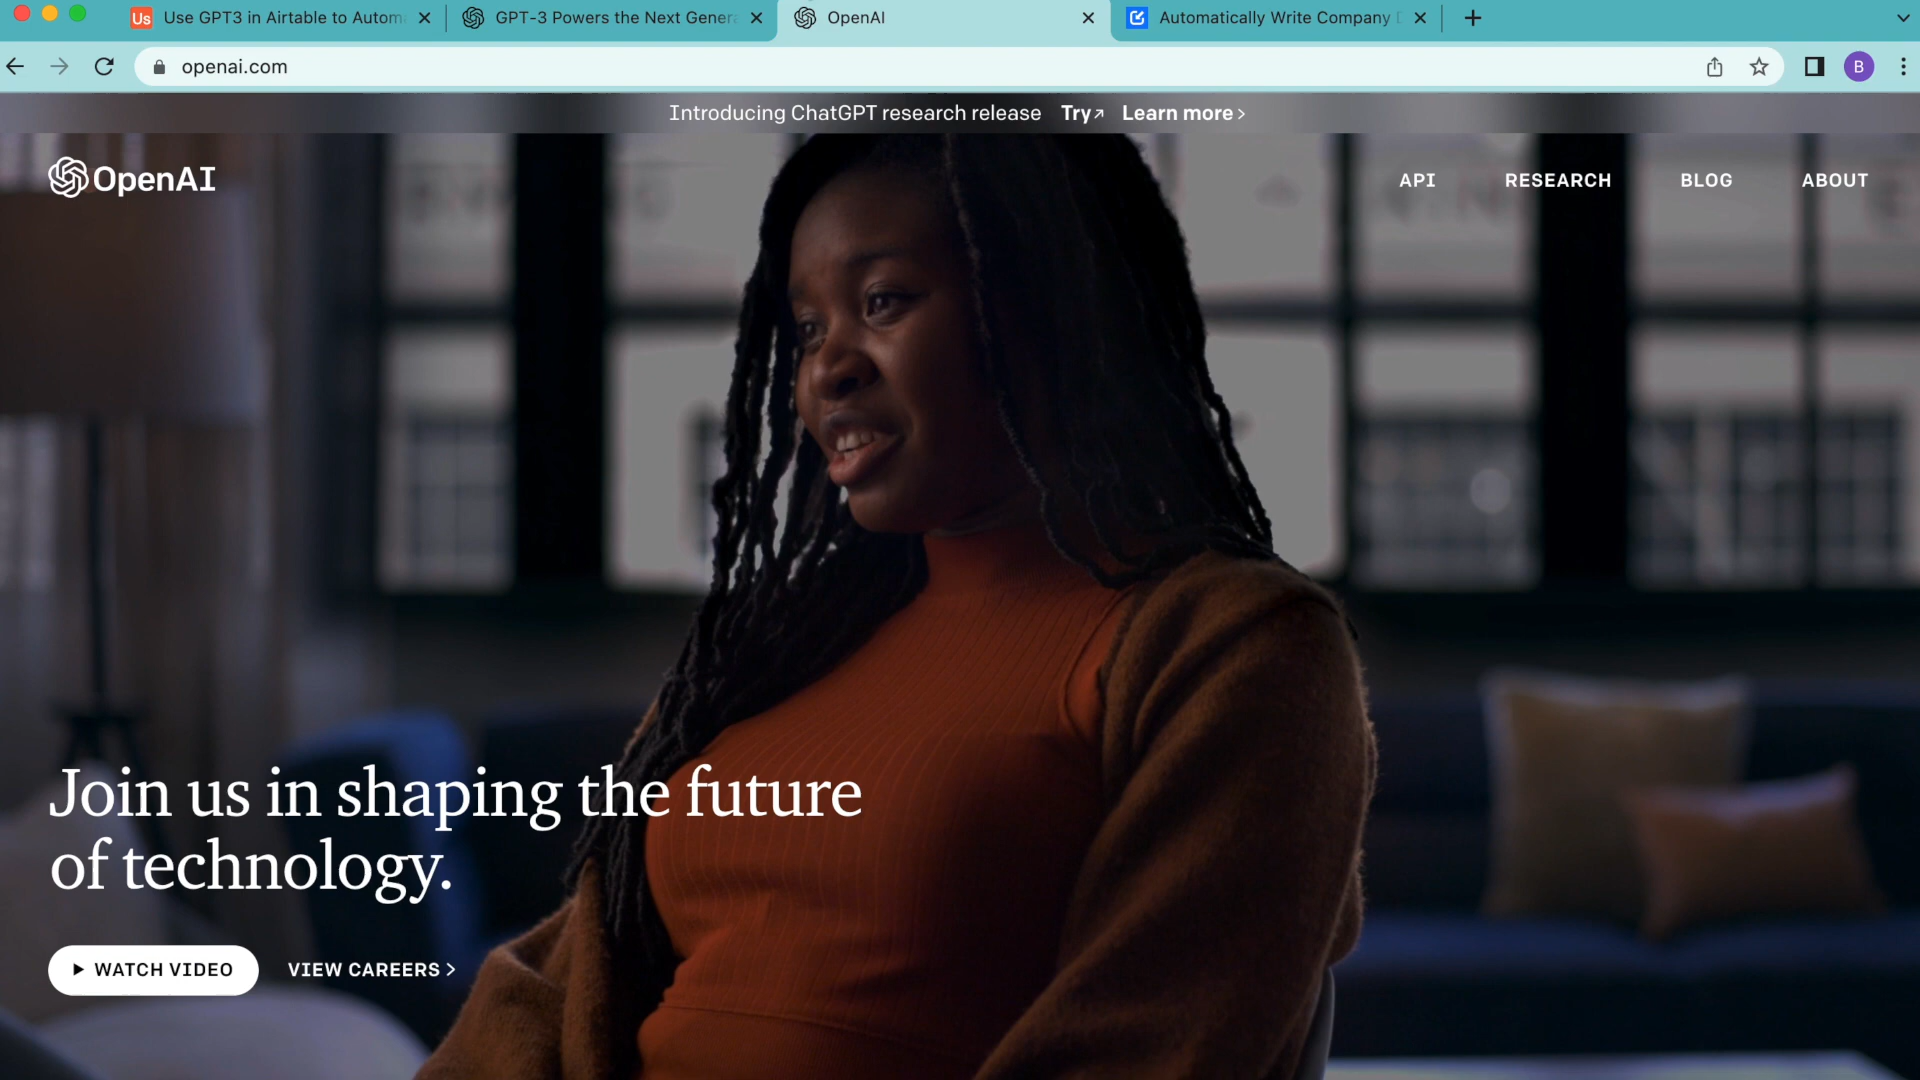 Us Use GPT3 in Airtable to Autom
GPT-3 Powers the Next Genera
OpenAI
Automatically Write Company D
openai.com
B
Introducing ChatGPT research release Try↗ Learn more >
OpenAI
API RESEARCH BLOG ABOUT
Join us in shaping the future
of technology.
WATCH VIDEO VIEW CAREERS >